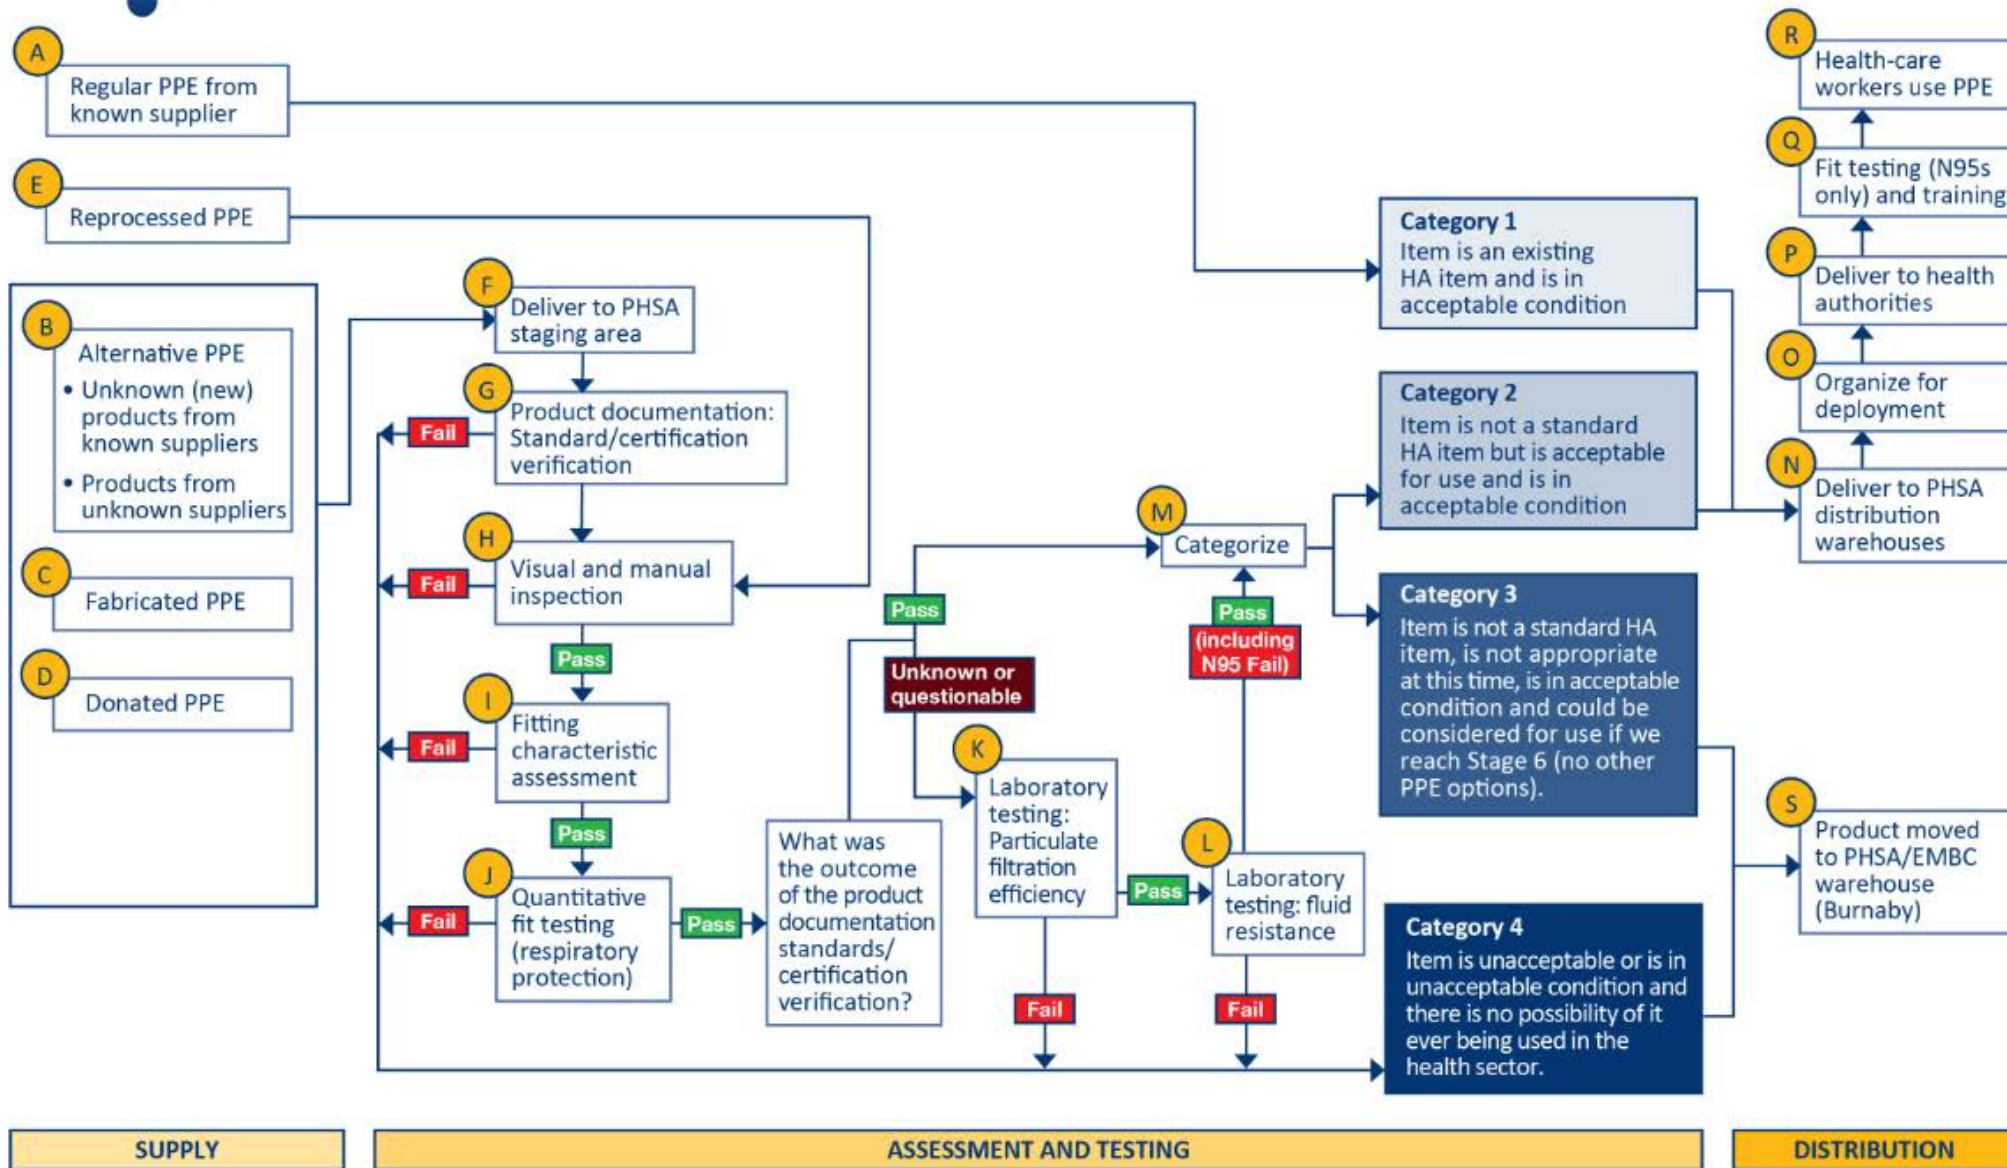 A
Regular PPE from
known supplier
E
Reprocessed PPE
B
Alternative PPE
• Unknown (new)
products from
known suppliers
• Products from
unknown suppliers
C
Fabricated PPE
D
Donated PPE
F
Deliver to PHSA
staging area
G
Product documentation:
Standard/certification
verification
Fail
H
Visual and manual
inspection
Fail
Pass
I
Fitting
characteristic
assessment
Fail
Pass
J
Quantitative
fit testing
(respiratory
protection)
Fail
Pass
What was
the outcome
of the product
documentation
standards/
certification
verification?
Pass
Unknown or
questionable
K
Laboratory
testing:
Particulate
filtration
efficiency
Pass
Fail
L
Laboratory
testing: fluid
resistance
Fail
Pass
(including
N95 Fail)
M
Categorize
Category 1
Item is an existing
HA item and is in
acceptable condition
Category 2
Item is not a standard
HA item but is acceptable
for use and is in
acceptable condition
Category 3
Item is not a standard HA
item, is not appropriate
at this time, is in acceptable
condition and could be
considered for use if we
reach Stage 6 (no other
PPE options).
Category 4
Item is unacceptable or is in
unacceptable condition and
there is no possibility of it
ever being used in the
health sector.
R
Health-care
workers use PPE
Q
Fit testing (N95s
only) and training
P
Deliver to health
authorities
O
Organize for
deployment
N
Deliver to PHSA
distribution
warehouses
S
Product moved
to PHSA/EMBC
warehouse
(Burnaby)
SUPPLY
ASSESSMENT AND TESTING
DISTRIBUTION